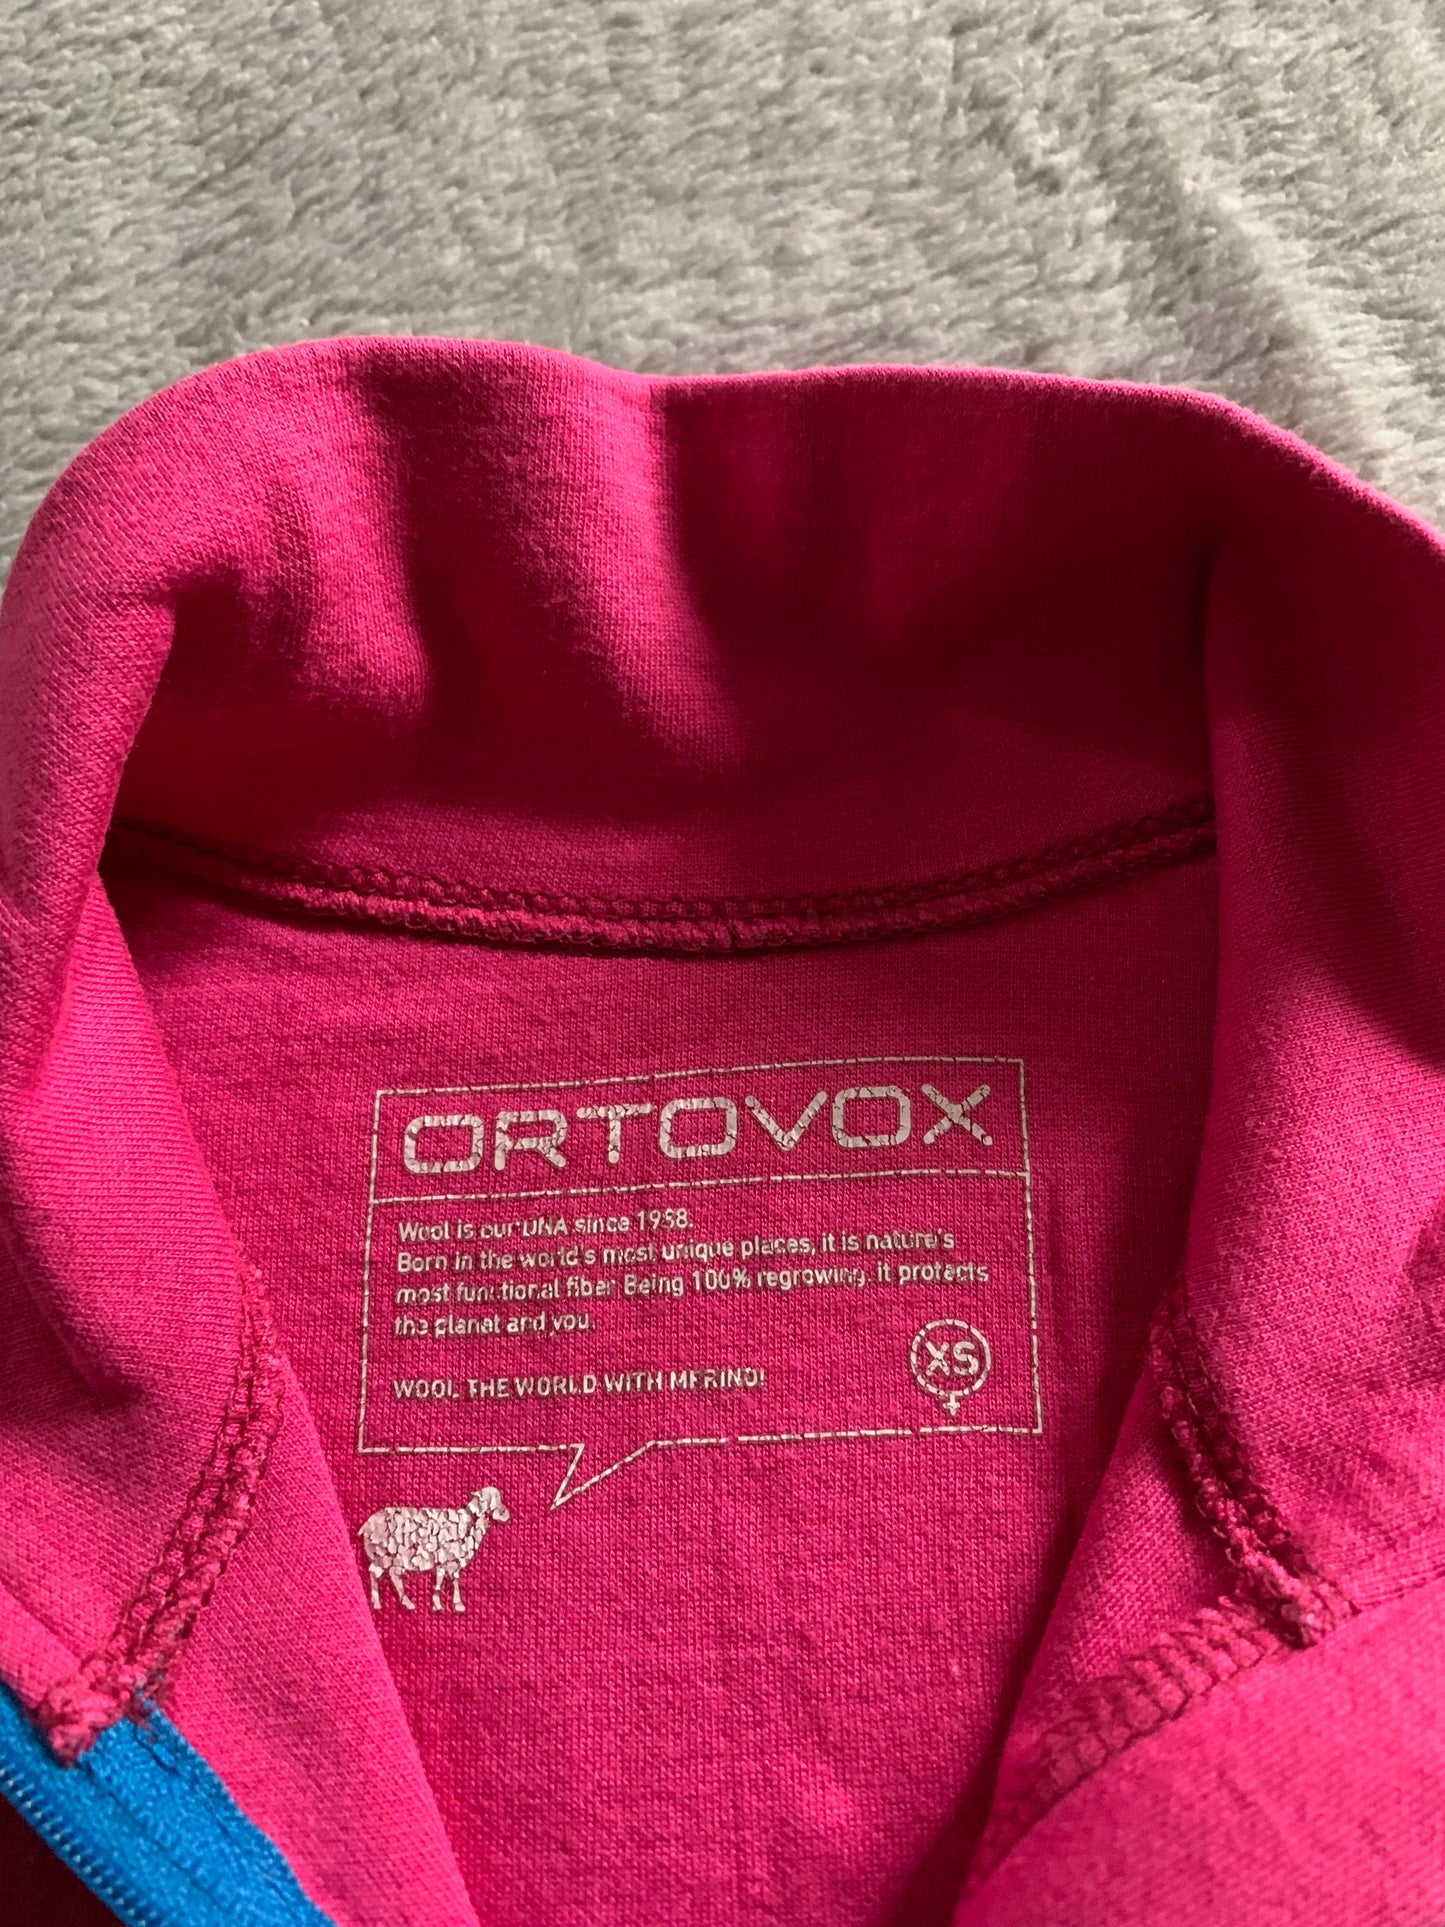 ORTOVOX
Wool is our DNA since 1958.
Born in the world's most unique places, it is nature's
most functional fiber. Being 100% regrowing, it protects
the planet and you.
WOOL THE WORLD WITH MERINO!
XS